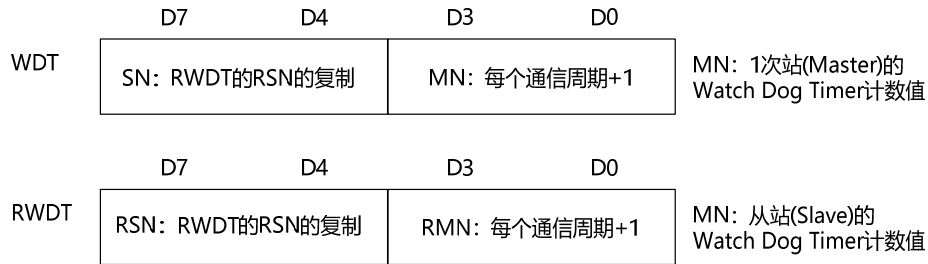 D7 D4 D3 D0
WDT
SN：RWDT的RSN的复制
MN：每个通信周期+1
MN：1次站(Master)的
Watch Dog Timer计数值
D7 D4 D3 D0
RWDT
RSN：RWDT的RSN的复制
RMN：每个通信周期+1
MN：从站(Slave)的
Watch Dog Timer计数值